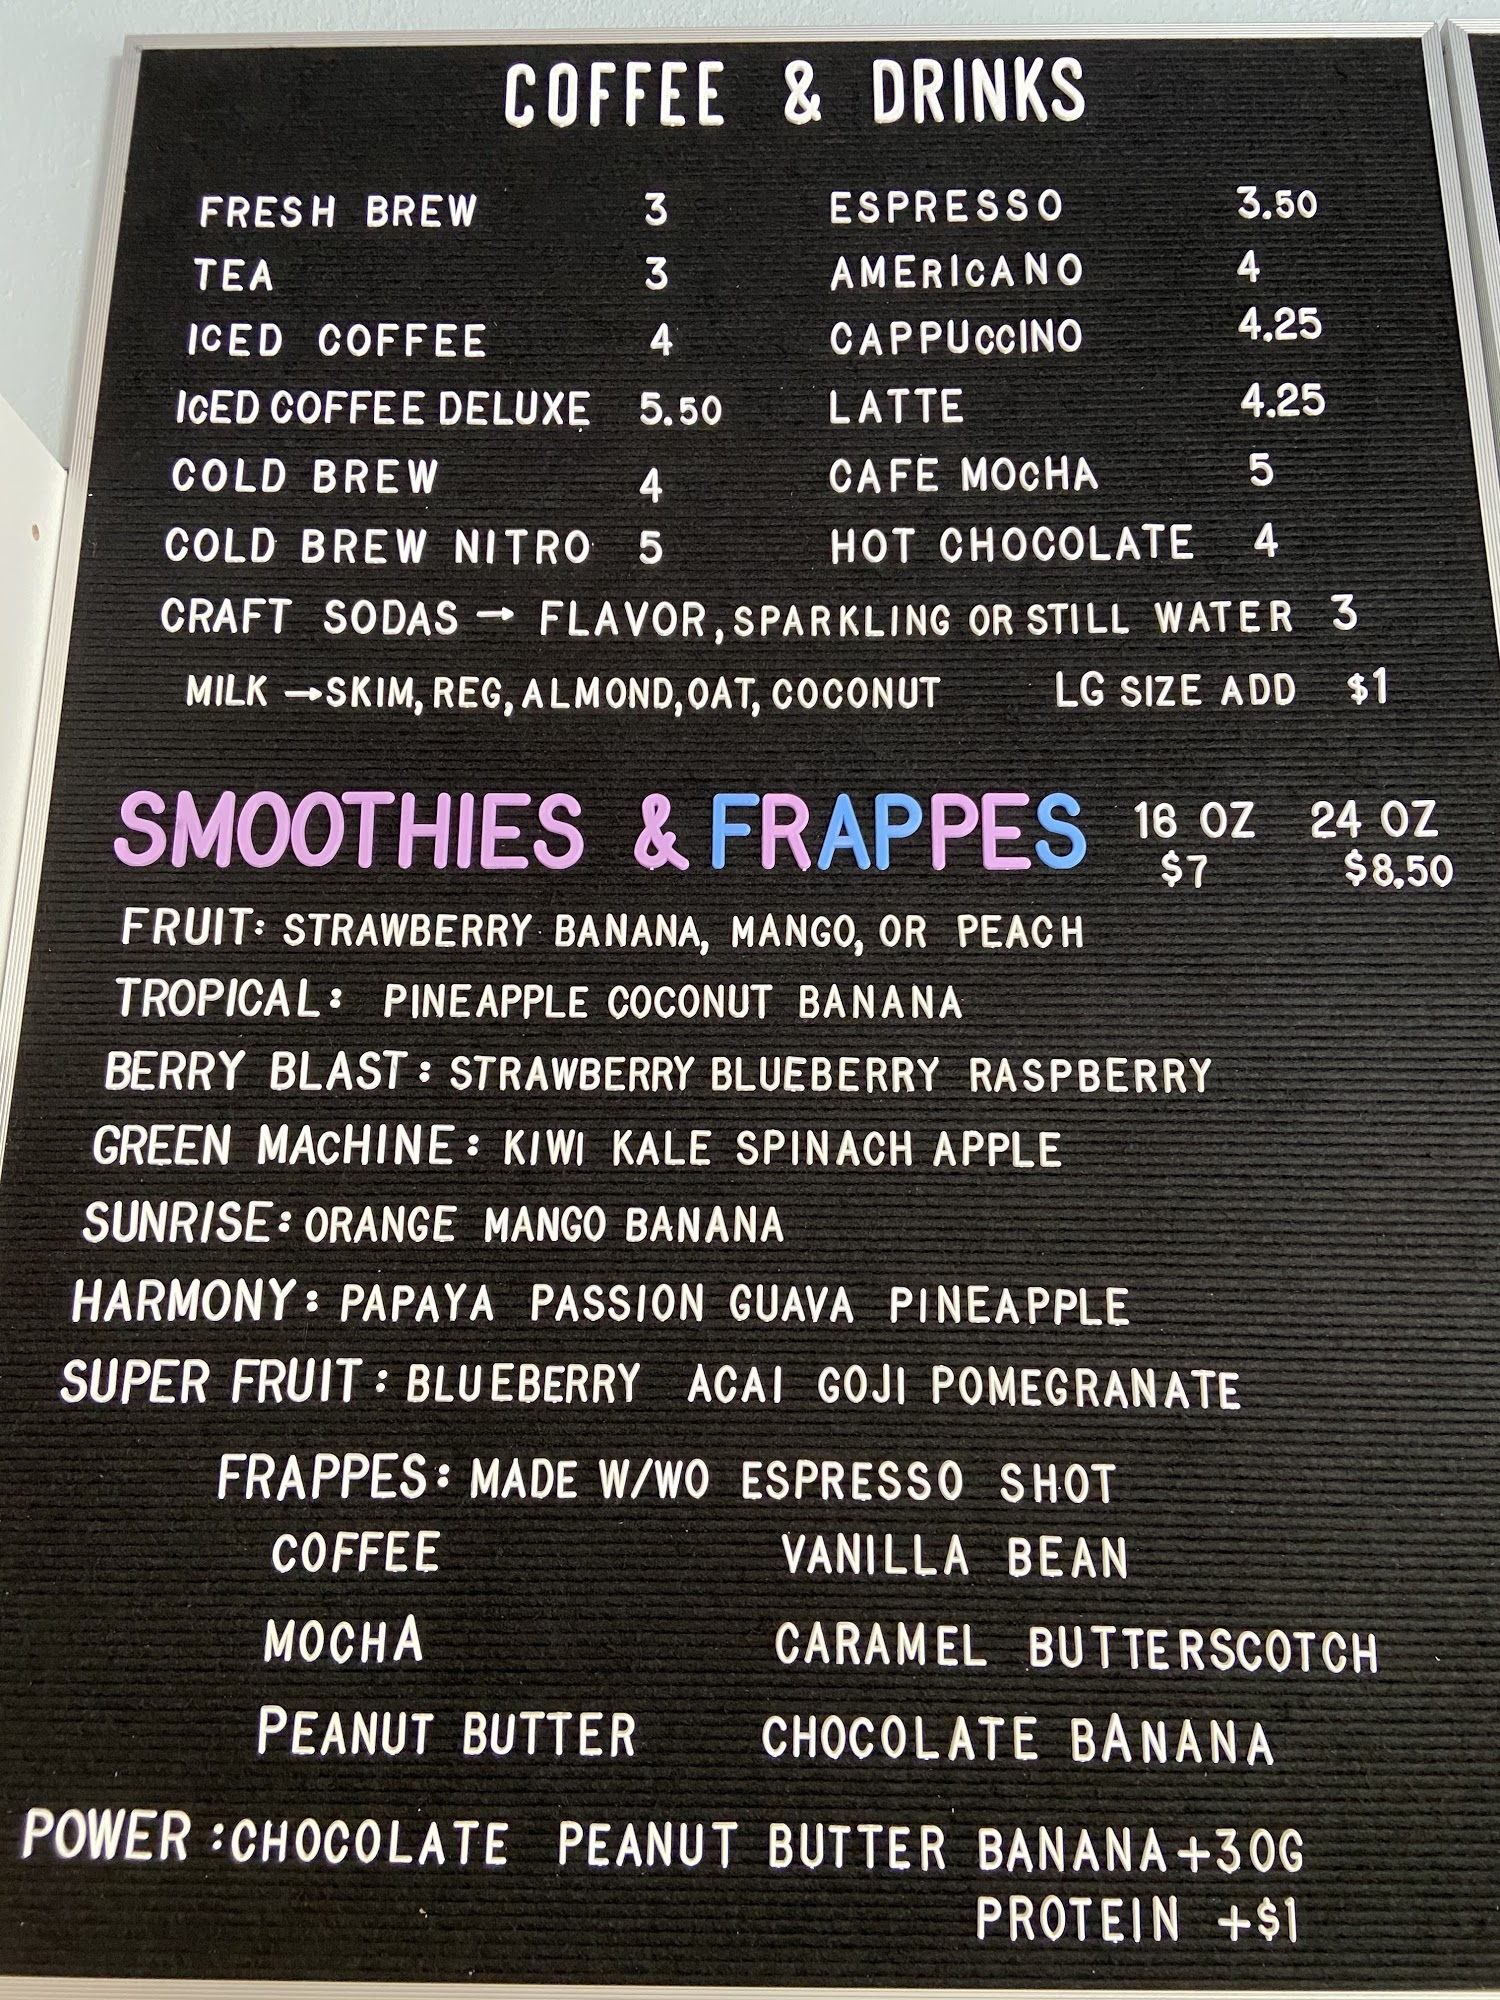 COFFEE & DRINKS
FRESH BREW 3 ESPRESSO 3.50
TEA 3 AMERICANO 4
ICED COFFEE 4 CAPPUCCINO 4.25
ICED COFFEE DELUXE 5.50 LATTE 4.25
COLD BREW 4 CAFE MOCHA 5
COLD BREW NITRO 5 HOT CHOCOLATE 4
CRAFT SODAS → FLAVOR, SPARKLING OR STILL WATER 3
MILK → SKIM, REG, ALMOND, OAT, COCONUT LG SIZE ADD $1
SMOOTHIES & FRAPPES 16 OZ 24 OZ
$7 $8.50
FRUIT: STRAWBERRY BANANA, MANGO, OR PEACH
TROPICAL: PINEAPPLE COCONUT BANANA
BERRY BLAST: STRAWBERRY BLUEBERRY RASPBERRY
GREEN MACHINE: KIWI KALE SPINACH APPLE
SUNRISE: ORANGE MANGO BANANA
HARMONY: PAPAYA PASSION GUAVA PINEAPPLE
SUPER FRUIT: BLUEBERRY ACAI GOJI POMEGRANATE
FRAPPES: MADE W/WO ESPRESSO SHOT
COFFEE VANILLA BEAN
MOCHA CARAMEL BUTTERSCOTCH
PEANUT BUTTER CHOCOLATE BANANA
POWER: CHOCOLATE PEANUT BUTTER BANANA +30G
PROTEIN +$1